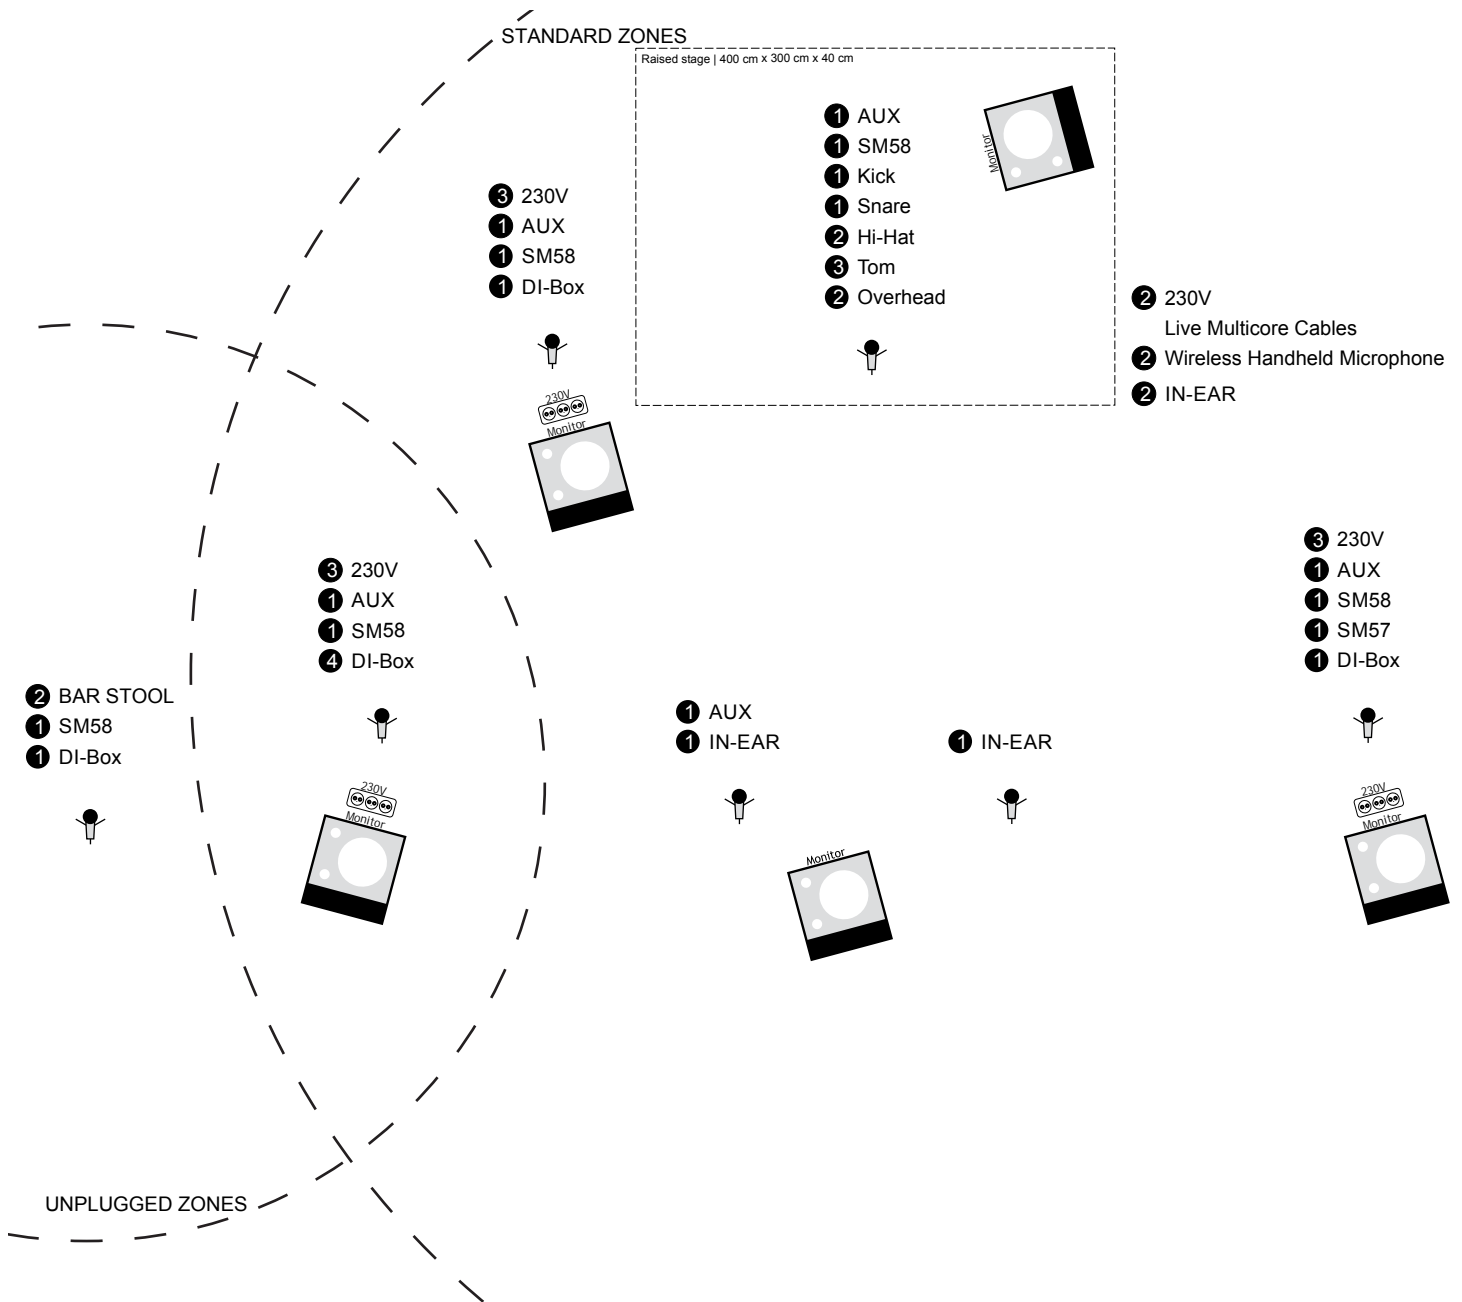 STANDARD ZONES
Raised stage | 400 cm x 300 cm x 40 cm
1 AUX
1 SM58
1 Kick
1 Snare
2 Hi-Hat
3 Tom
2 Overhead
Monitor
3 230V
1 AUX
1 SM58
1 DI-Box
230V
Monitor
2 230V
Live Multicore Cables
2 Wireless Handheld Microphone
2 IN-EAR
3 230V
1 AUX
1 SM58
4 DI-Box
230V
Monitor
2 BAR STOOL
1 SM58
1 DI-Box
1 AUX
1 IN-EAR
Monitor
1 IN-EAR
3 230V
1 AUX
1 SM58
1 SM57
1 DI-Box
230V
Monitor
UNPLUGGED ZONES